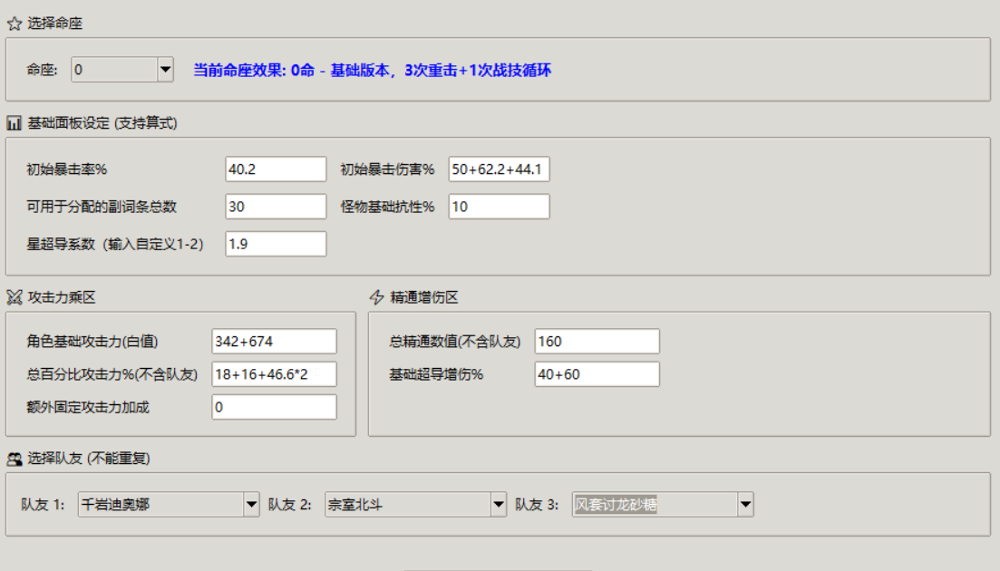 选择命座
命座: 0 当前命座效果: 0命 - 基础版本，3次重击+1次战技循环
基础面板设定 (支持算式)
初始暴击率% 40.2 初始暴击伤害% 50+62.2+44.1
可用于分配的副词条总数 30 怪物基础抗性% 10
星超导系数（输入自定义1-2） 1.9
攻击力乘区 精通增伤区
角色基础攻击力(白值) 342+674 总精通数值(不含队友) 160
总百分比攻击力%(不含队友) 18+16+46.6*2 基础超导增伤% 40+60
额外固定攻击力加成 0
选择队友 (不能重复)
队友 1: 千岩迪奥娜 队友 2: 宗室北斗 队友 3: 风套讨龙砂糖